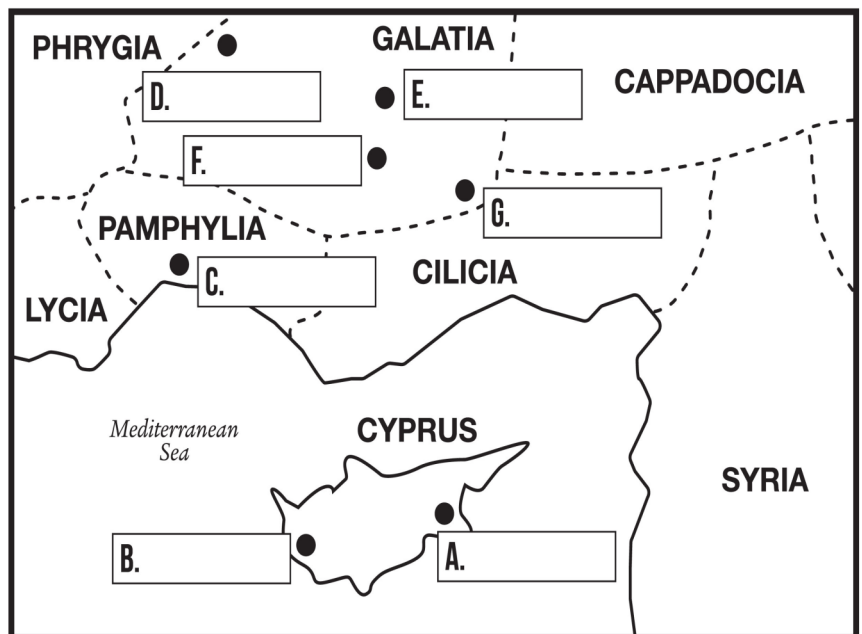 PHRYGIA
GALATIA
CAPPADOCIA
D.
E.
F.
G.
PAMPHYLIA
C.
CILICIA
LYCIA
Mediterranean
Sea
CYPRUS
SYRIA
B.
A.